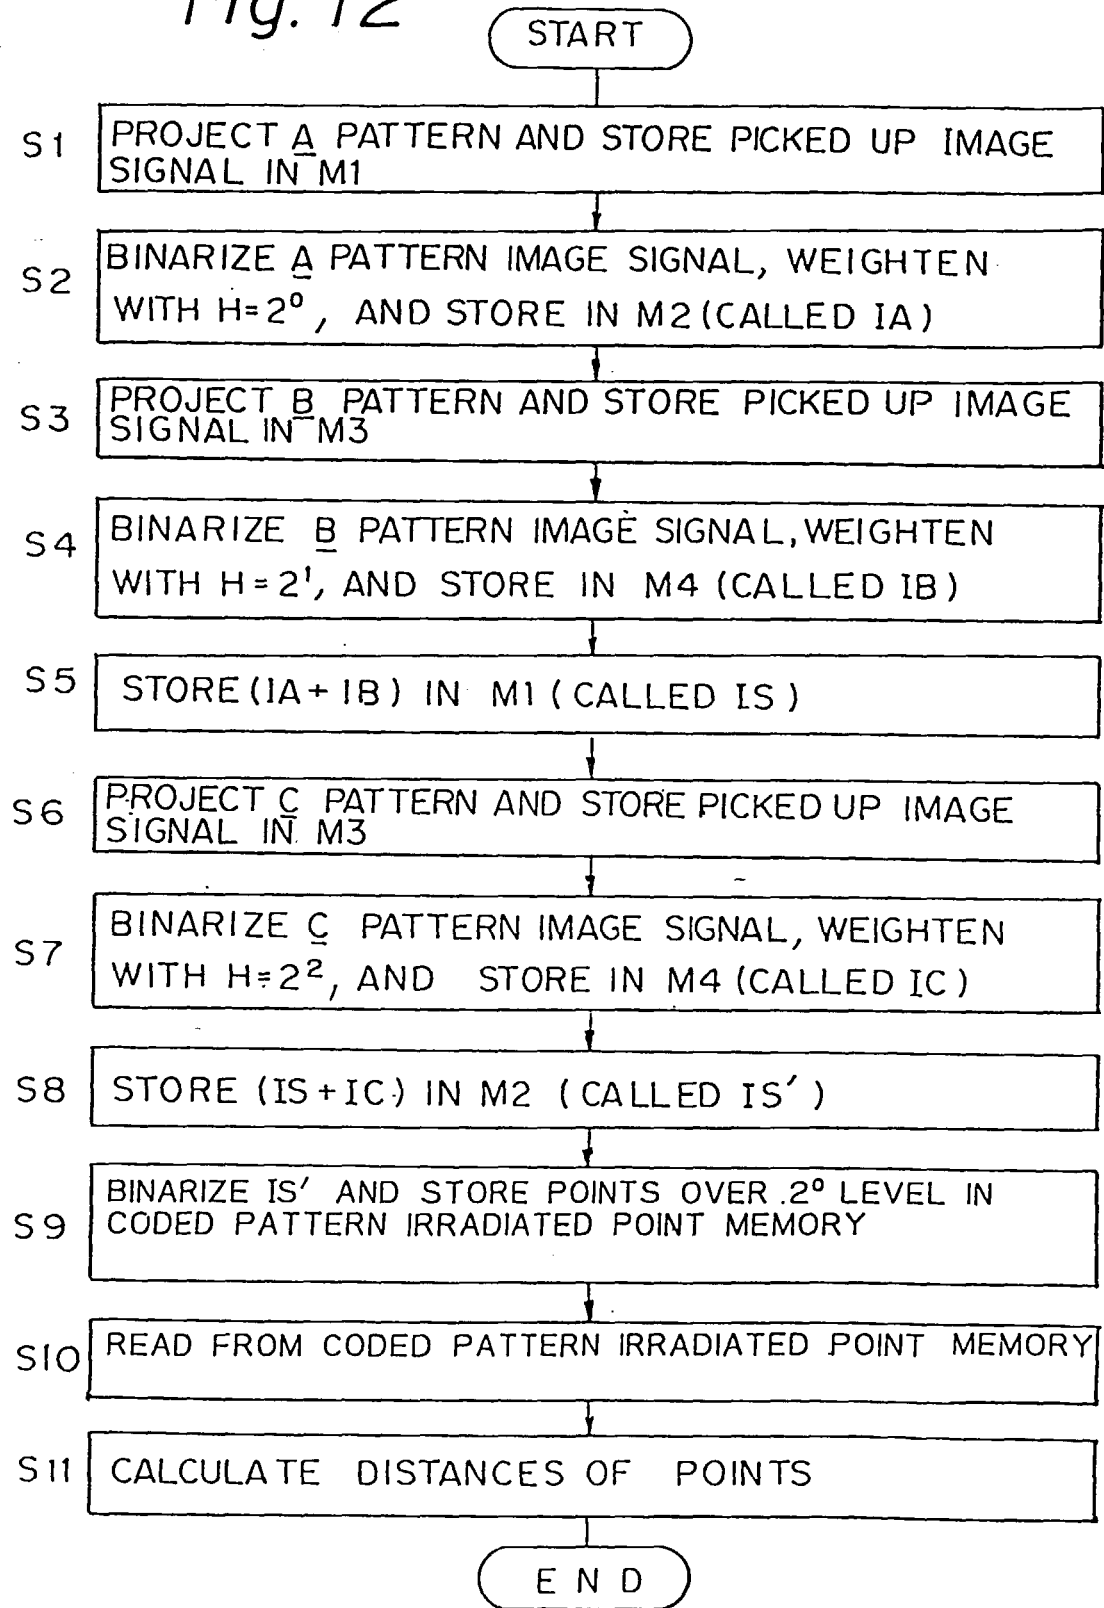 Fig. 12
START
S1
PROJECT A PATTERN AND STORE PICKED UP IMAGE
SIGNAL IN M1
S2
BINARIZE A PATTERN IMAGE SIGNAL, WEIGHTEN
WITH H=2⁰, AND STORE IN M2 (CALLED IA)
S3
PROJECT B PATTERN AND STORE PICKED UP IMAGE
SIGNAL IN M3
S4
BINARIZE B PATTERN IMAGE SIGNAL, WEIGHTEN
WITH H=2¹, AND STORE IN M4 (CALLED IB)
S5
STORE (IA + IB) IN M1 (CALLED IS)
S6
PROJECT C PATTERN AND STORE PICKED UP IMAGE
SIGNAL IN M3
S7
BINARIZE C PATTERN IMAGE SIGNAL, WEIGHTEN
WITH H=2², AND STORE IN M4 (CALLED IC)
S8
STORE (IS + IC) IN M2 (CALLED IS′)
S9
BINARIZE IS′ AND STORE POINTS OVER 2⁰ LEVEL IN
CODED PATTERN IRRADIATED POINT MEMORY
S10
READ FROM CODED PATTERN IRRADIATED POINT MEMORY
S11
CALCULATE DISTANCES OF POINTS
END